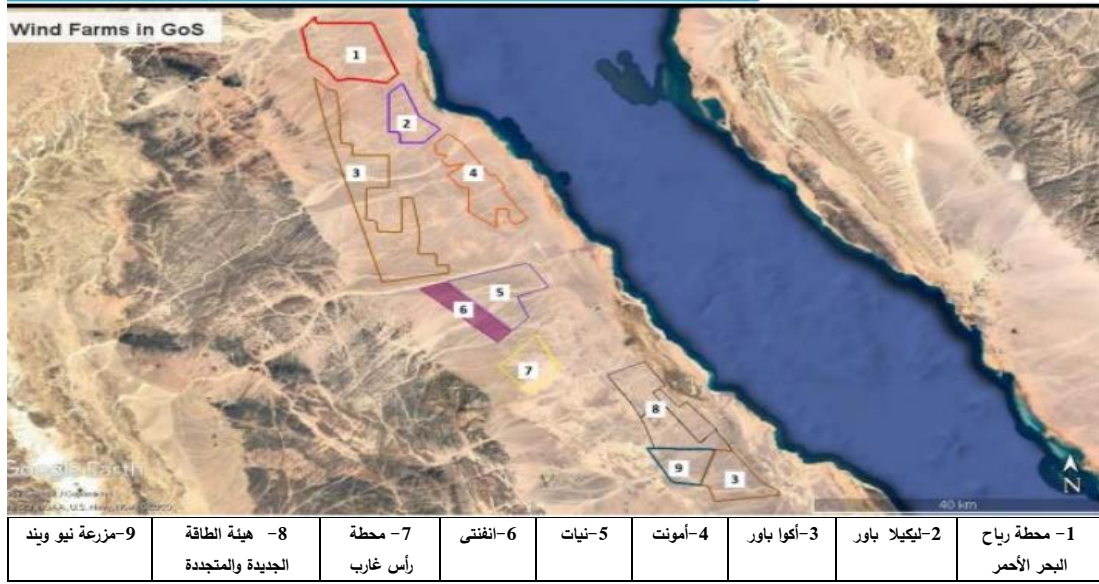 Wind Farms in GoS
1
2
3
4
5
6
7
8
9
3
Google Earth
40 km
N
1- محطة رياح البحر الأحمر
2-ليكيلا باور
3-أكوا باور
4-أمونت
5-نيات
6-انفنتى
7- محطة رأس غارب
8- هيئة الطاقة الجديدة والمتجددة
9-مزرعة نيو ويند